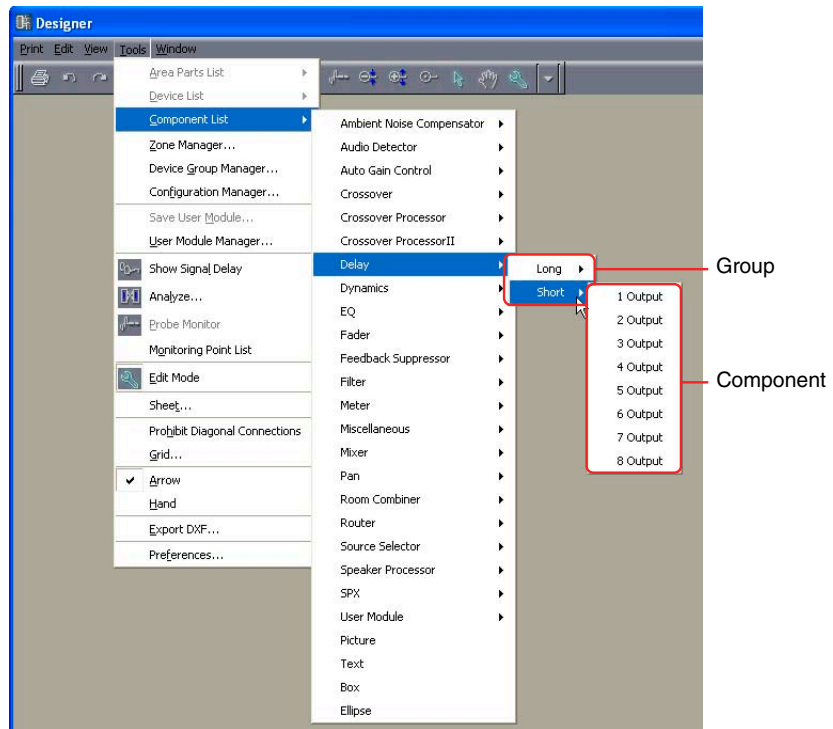 Designer
Print Edit View Tools Window
Area Parts List
Device List
Component List
Zone Manager...
Device Group Manager...
Configuration Manager...
Save User Module...
User Module Manager...
Show Signal Delay
Analyze...
Probe Monitor
Monitoring Point List
Edit Mode
Sheet...
Prohibit Diagonal Connections
Grid...
Arrow
Hand
Export DXF...
Preferences...
Ambient Noise Compensator
Audio Detector
Auto Gain Control
Crossover
Crossover Processor
Crossover ProcessorII
Delay
Dynamics
EQ
Fader
Feedback Suppressor
Filter
Meter
Miscellaneous
Mixer
Pan
Room Combiner
Router
Source Selector
Speaker Processor
SPX
User Module
Picture
Text
Box
Ellipse
Long
Short
Group
1 Output
2 Output
3 Output
4 Output
5 Output
6 Output
7 Output
8 Output
Component